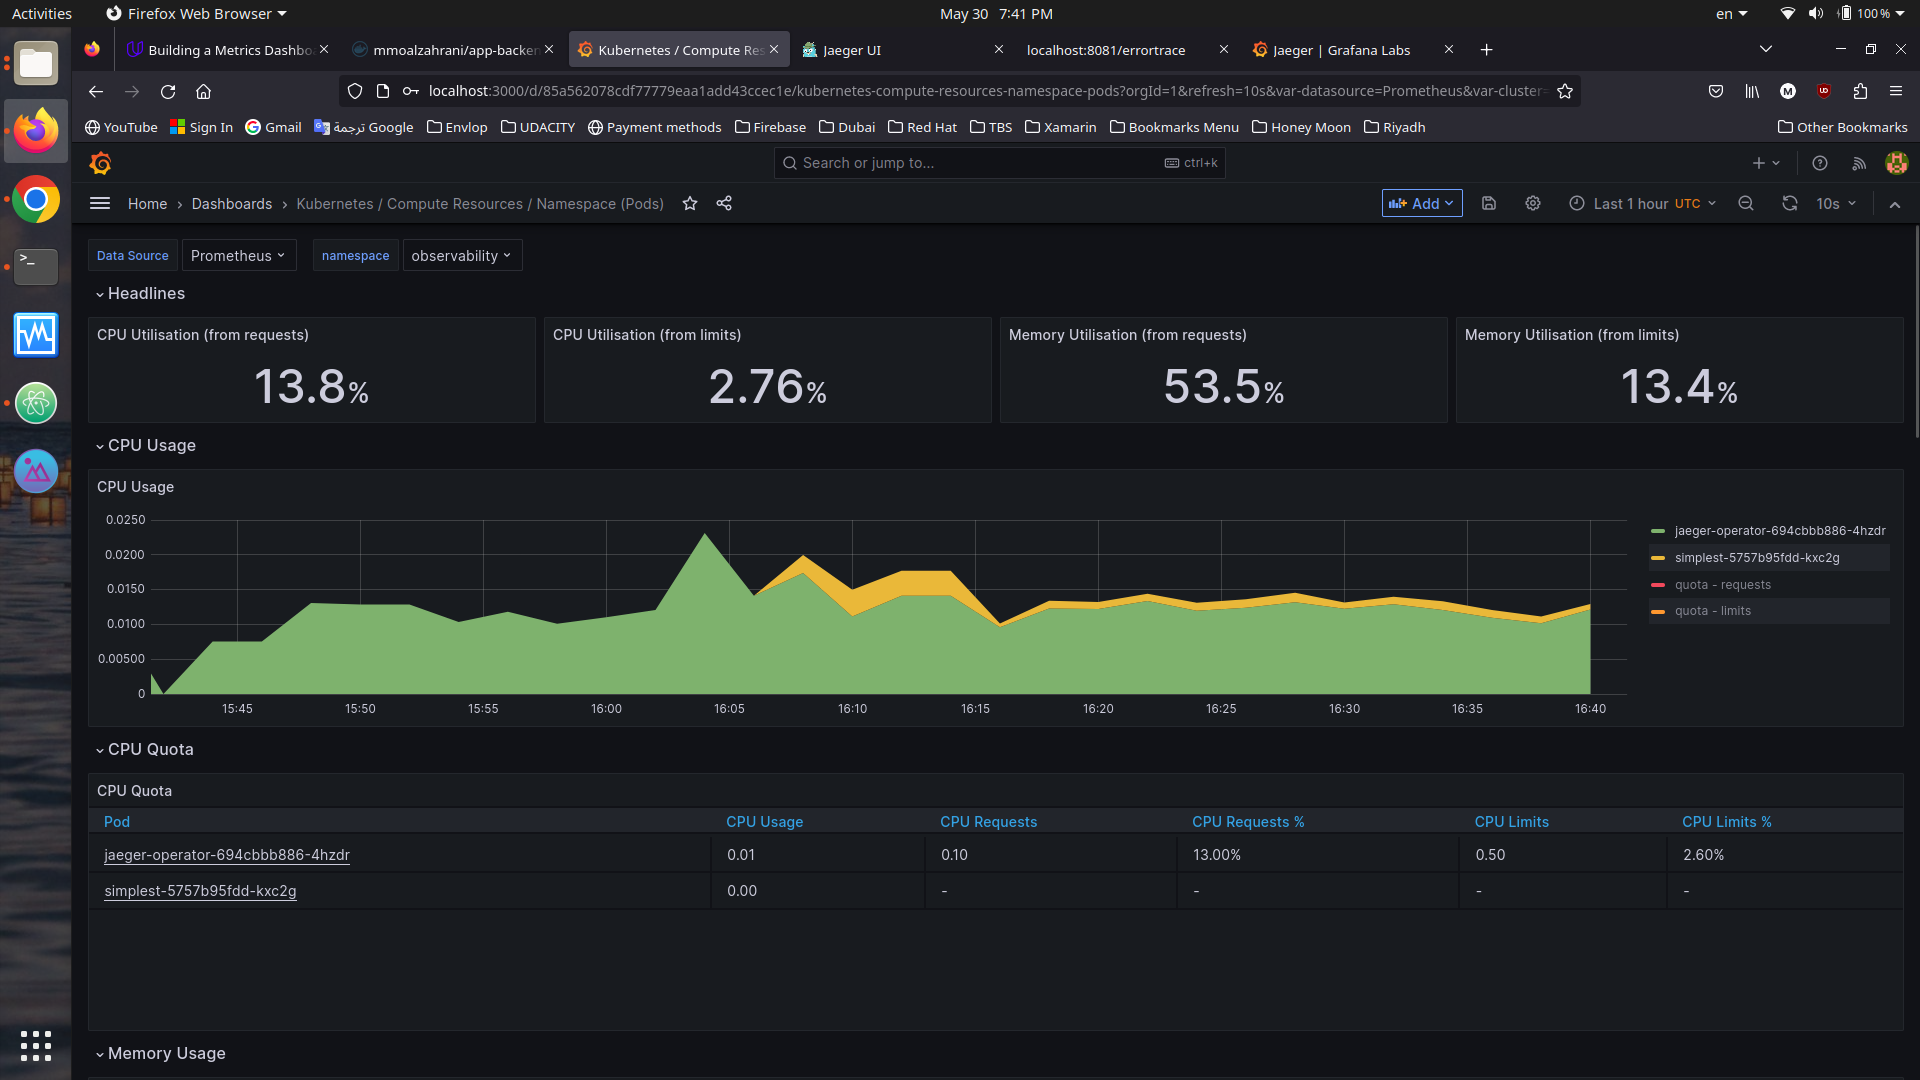 Activities
Firefox Web Browser
May 30 7:41 PM
en
100 %
Building a Metrics Dashbo
mmoalzahrani/app-backen
Kubernetes / Compute Res
Jaeger UI
localhost:8081/errortrace
Jaeger | Grafana Labs
localhost:3000/d/85a562078cdf77779eaa1add43ccec1e/kubernetes-compute-resources-namespace-pods?orgId=1&refresh=10s&var-datasource=Prometheus&var-cluster=
YouTube
Sign In
Gmail
ترجمة Google
Envlop
UDACITY
Payment methods
Firebase
Dubai
Red Hat
TBS
Xamarin
Bookmarks Menu
Honey Moon
Riyadh
Other Bookmarks
Search or jump to...
ctrl+k
Home › Dashboards › Kubernetes / Compute Resources / Namespace (Pods)
Add
Last 1 hour UTC
10s
Data Source
Prometheus
namespace
observability
Headlines
CPU Utilisation (from requests)
13.8%
CPU Utilisation (from limits)
2.76%
Memory Utilisation (from requests)
53.5%
Memory Utilisation (from limits)
13.4%
CPU Usage
CPU Usage
0.0250
0.0200
0.0150
0.0100
0.00500
0
15:45 15:50 15:55 16:00 16:05 16:10 16:15 16:20 16:25 16:30 16:35 16:40
jaeger-operator-694cbbb886-4hzdr
simplest-5757b95fdd-kxc2g
quota - requests
quota - limits
CPU Quota
CPU Quota
Pod CPU Usage CPU Requests CPU Requests % CPU Limits CPU Limits %
jaeger-operator-694cbbb886-4hzdr 0.01 0.10 13.00% 0.50 2.60%
simplest-5757b95fdd-kxc2g 0.00 - - - -
Memory Usage